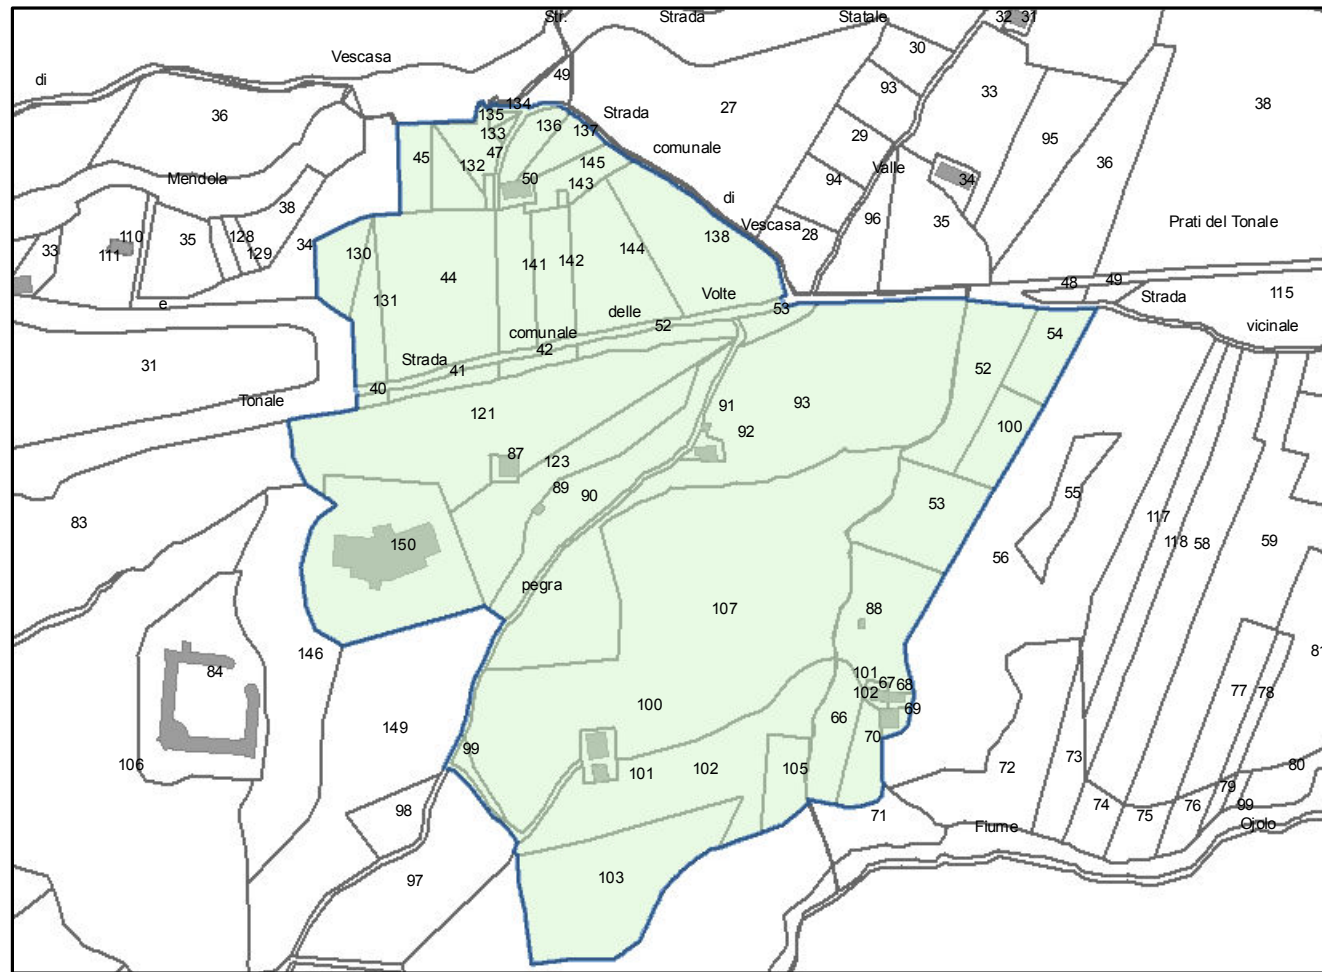 Str. Strada Statale 32 31
Vescasa 30
di 49 93 33
36 134 Strada 27 38
135 136 137 29 95
133 comunale
45 132 47 145 Valle 36
Mendola 50 143 94 34
38 di 96 35 Prati del Tonale
33 110 35 128 34 138 Vescasa 28
111 129 130 144
44 141 142
131 48 49
e delle Volte 53 Strada 115
comunale 52 vicinale
31 Strada 42 54
40 41 52
Tonale 121 91 93 100
92
87 123
89 90 53 55
83 117
150 56 118 58 59
pegra 107 88
146 81
84 101 67 68 77 78
100 102 69
149 99 66 70
106 101 102 105 72 73 80
98 79
71 74 75 76 99
Fiume Ojolo
97 103